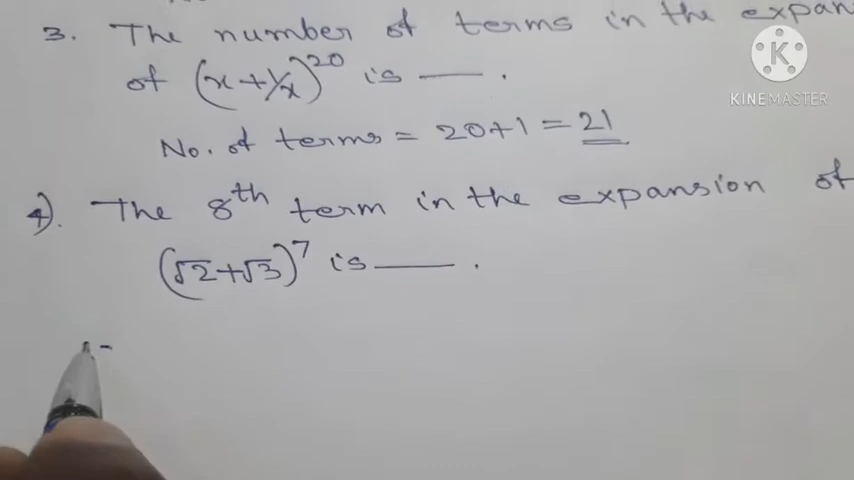 3. The number of terms in the expan
of (x+1/x)^20 is ___ .
No. of terms = 20+1 = 21
4). The 8th term in the expansion of
(√2+√3)^7 is ___ .
K
KINEMASTER